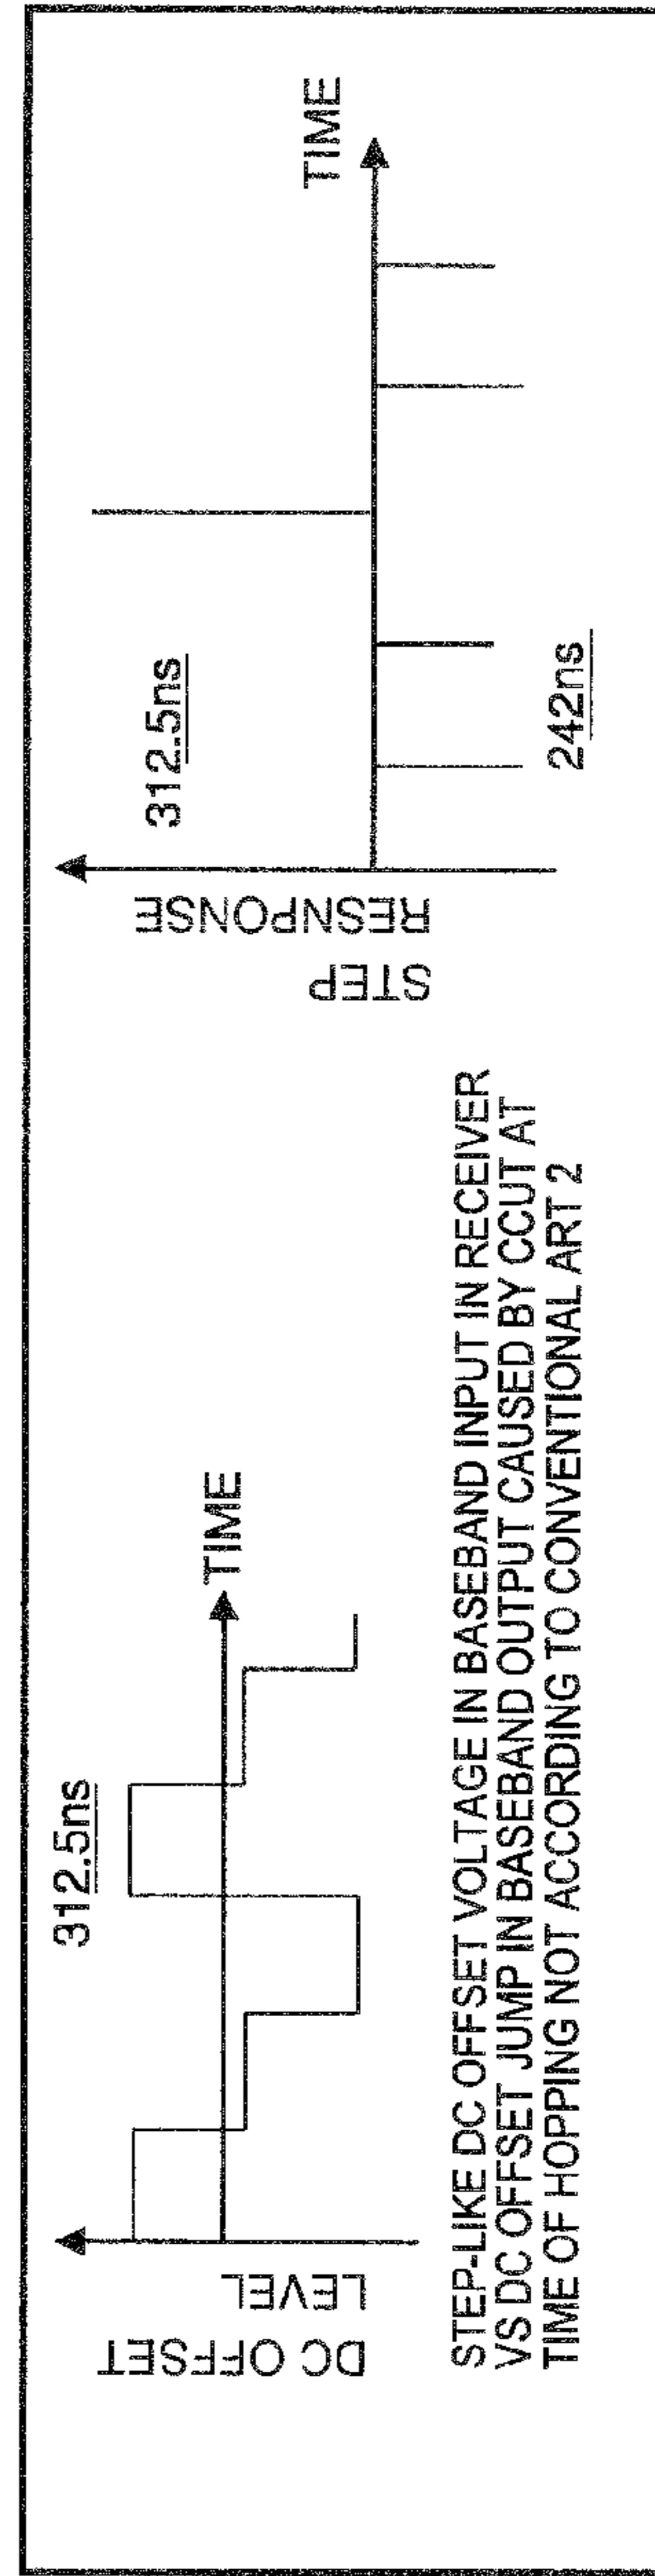 DC OFFSET
LEVEL
312.5ns
TIME
STEP-LIKE DC OFFSET VOLTAGE IN BASEBAND INPUT IN RECEIVER
VS DC OFFSET JUMP IN BASEBAND OUTPUT CAUSED BY CCUT AT
TIME OF HOPPING NOT ACCORDING TO CONVENTIONAL ART 2
STEP
RESNPONSE
312.5ns
TIME
242ns